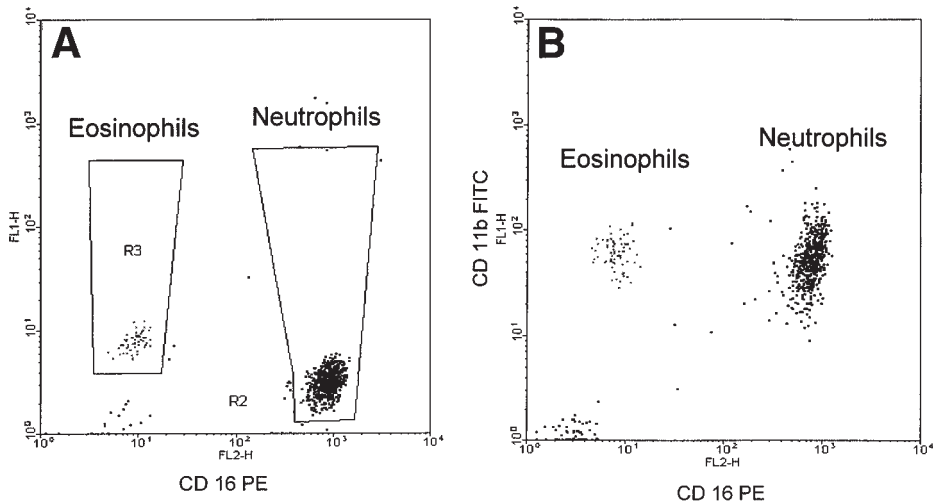 A
10⁴
10³
10²
10¹
10⁰
FL1-H
Eosinophils
Neutrophils
R3
R2
10⁰ 10¹ 10² 10³ 10⁴
FL2-H
CD 16 PE
B
10⁴
10³
10²
10¹
10⁰
CD 11b FITC
FL1-H
Eosinophils
Neutrophils
10⁰ 10¹ 10² 10³ 10⁴
FL2-H
CD 16 PE